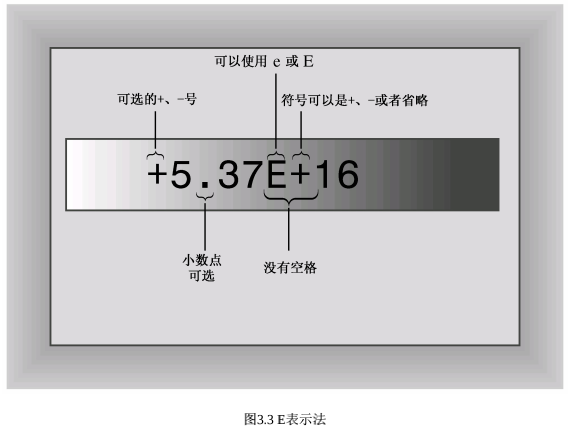 可以使用 e 或 E
可选的+、-号
符号可以是+、-或者省略
+5.37E+16
小数点
可选
没有空格
图3.3 E表示法